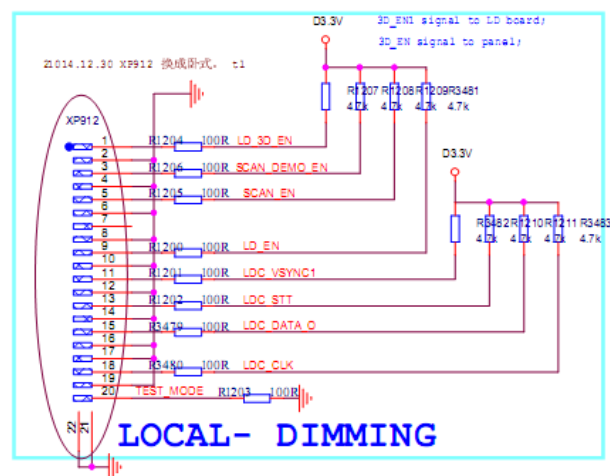 D3.3V
3D_EN1 signal to LD board;
3D_EN signal to panel;
21014.12.30 XP912 换成卧式. t1
XP912
R1207 R1208 R1209 R3481
4.7k 4.7k 4.7k 4.7k
1 R1204 100R LD_3D_EN
2
D3.3V
3 R1206 100R SCAN_DEMO_EN
4
5 R1205 100R SCAN_EN
6
7
R3482 R1210 R1211 R3483
4.7k 4.7k 4.7k 4.7k
8
9 R1200 100R LD_EN
10
11 R1201 100R LDC_VSYNC1
12
13 R1202 100R LDC_STT
14
15 R3479 100R LDC_DATA_O
16
17
18 R3480 100R LDC_CLK
19
20 TEST_MODE R1203 100R
22 21
LOCAL- DIMMING